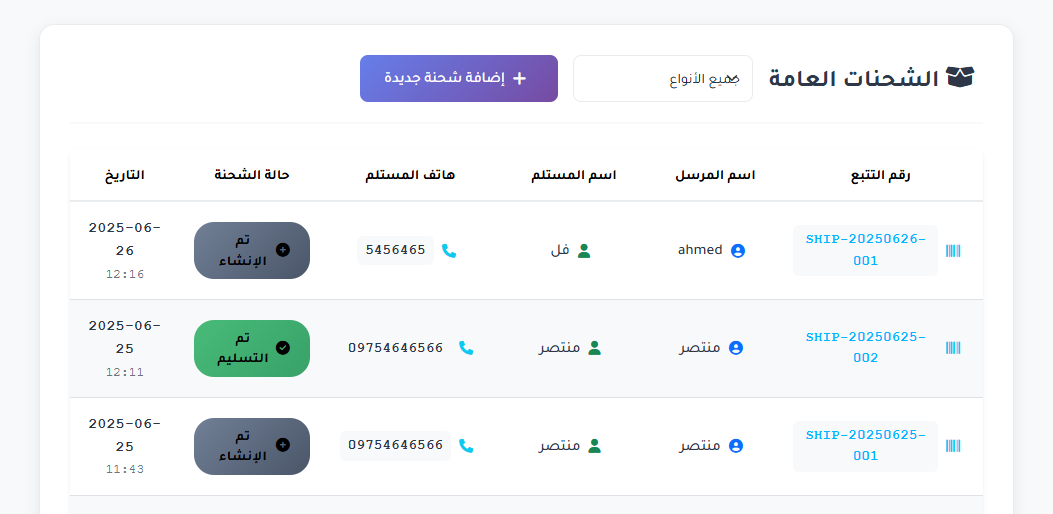 الشحنات العامة
جميع الأنواع
إضافة شحنة جديدة
رقم التتبع
اسم المرسل
اسم المستلم
هاتف المستلم
حالة الشحنة
التاريخ
SHIP-20250626-
001
ahmed
فل
5456465
تم
الإنشاء
2025-06-
26
12:16
SHIP-20250625-
002
منتصر
منتصر
09754646566
تم
التسليم
2025-06-
25
12:11
SHIP-20250625-
001
منتصر
منتصر
09754646566
تم
الإنشاء
2025-06-
25
11:43